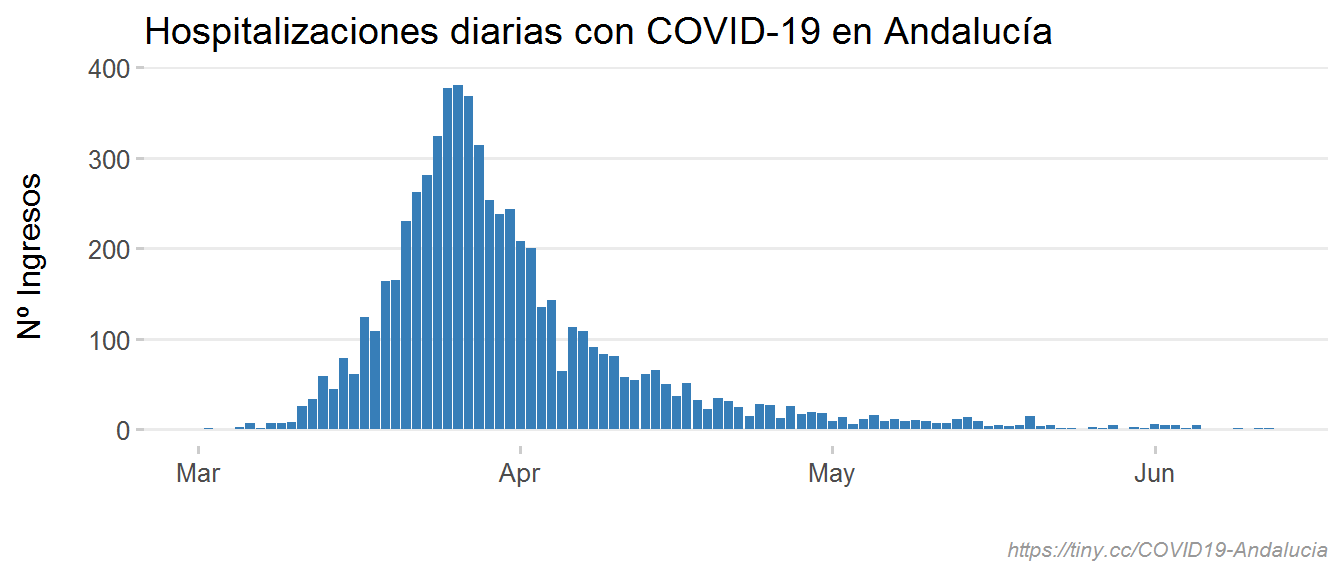 Hospitalizaciones diarias con COVID-19 en Andalucía
400
300
200
100
0
Nº Ingresos
Mar Apr May Jun
https://tiny.cc/COVID19-Andalucia